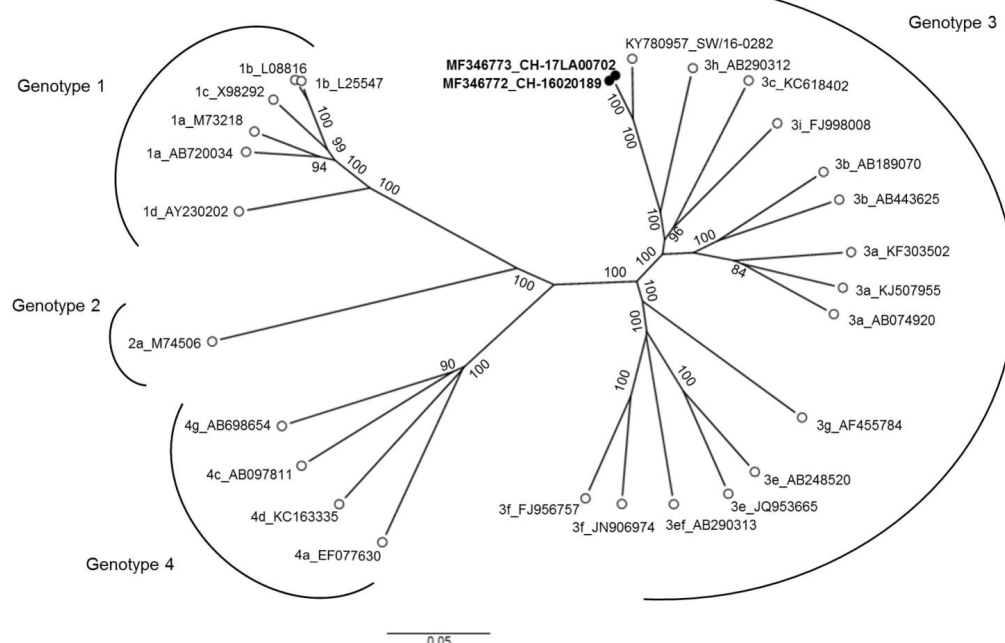 Genotype 3
KY780957_SW/16-0282
MF346773_CH-17LA00702
MF346772_CH-16020189
3h_AB290312
3c_KC618402
3i_FJ998008
3b_AB189070
3b_AB443625
3a_KF303502
3a_KJ507955
3a_AB074920
3g_AF455784
3e_AB248520
3e_JQ953665
3ef_AB290313
3f_JN906974
3f_FJ956757
100
100
100
96
100
100
84
100
100
100
100
100
Genotype 1
1b_L08816
1b_L25547
1c_X98292
1a_M73218
1a_AB720034
1d_AY230202
100
99
94
100
100
Genotype 2
2a_M74506
100
Genotype 4
4g_AB698654
4c_AB097811
4d_KC163335
4a_EF077630
90
100
0.05